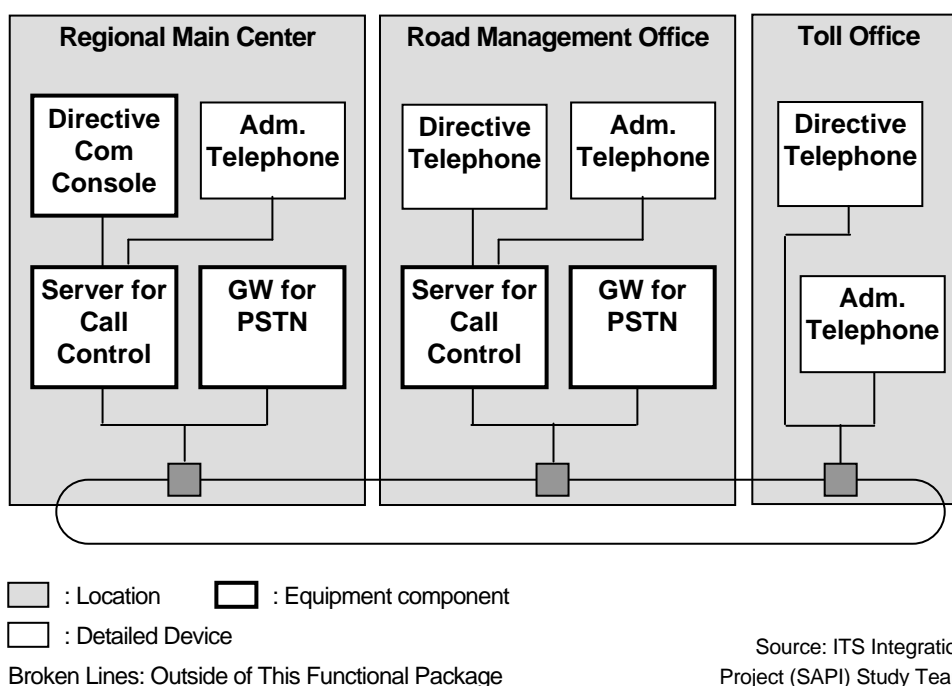 Regional Main Center
Directive
Com
Console
Adm.
Telephone
Server for
Call
Control
GW for
PSTN
Road Management Office
Directive
Telephone
Adm.
Telephone
Server for
Call
Control
GW for
PSTN
Toll Office
Directive
Telephone
Adm.
Telephone
: Location
: Equipment component
: Detailed Device
Broken Lines: Outside of This Functional Package
Source: ITS Integratio
Project (SAPI) Study Tea